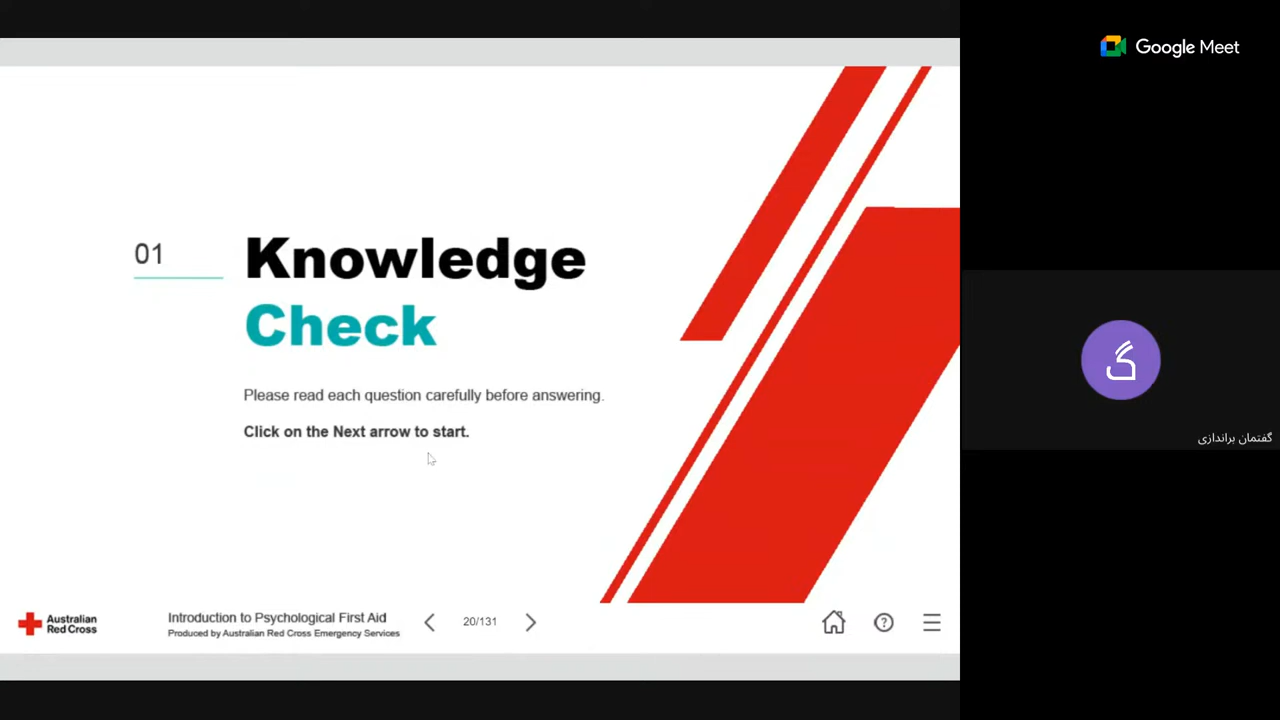 Google Meet
01
Knowledge
Check
Please read each question carefully before answering.
Click on the Next arrow to start.
گ
گفتمان براندازی
Australian
Red Cross
Introduction to Psychological First Aid
Produced by Australian Red Cross Emergency Services
20/131
?